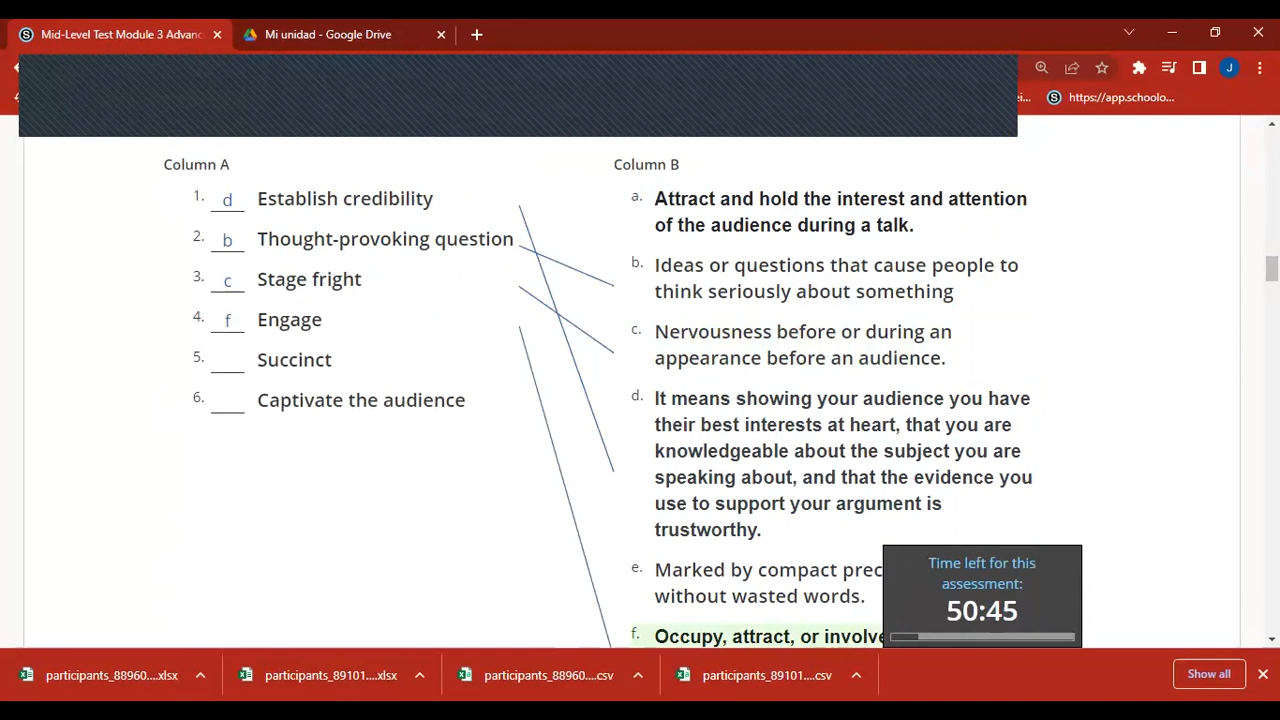 Mid-Level Test Module 3 Advanc
Mi unidad - Google Drive
J
ei...
https://app.schoolo...
Column A
Column B
1. d Establish credibility
2. b Thought-provoking question
3. c Stage fright
4. f Engage
5. Succinct
6. Captivate the audience
a. Attract and hold the interest and attention
of the audience during a talk.
b. Ideas or questions that cause people to
think seriously about something
c. Nervousness before or during an
appearance before an audience.
d. It means showing your audience you have
their best interests at heart, that you are
knowledgeable about the subject you are
speaking about, and that the evidence you
use to support your argument is
trustworthy.
e. Marked by compact prec
without wasted words.
f. Occupy, attract, or involve
Time left for this
assessment:
50:45
participants_88960....xlsx
participants_89101....xlsx
participants_88960....csv
participants_89101....csv
Show all